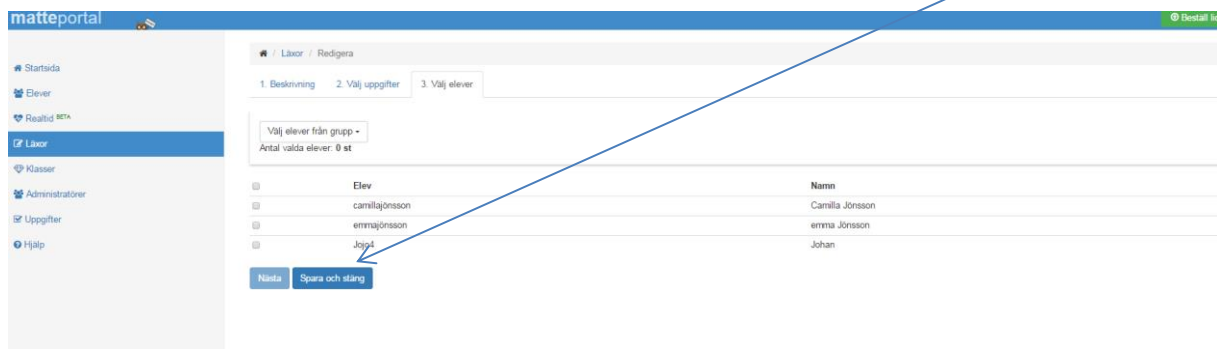 matteportal
Beställ
Startsida
Elever
Realtid BETA
Läxor
Klasser
Administratörer
Uppgifter
Hjälp
/ Läxor / Redigera
1. Beskrivning 2. Välj uppgifter 3. Välj elever
Välj elever från grupp
Antal valda elever: 0 st
Elev Namn
camillajönsson Camilla Jönsson
emmajönsson emma Jönsson
Jojo4 Johan
Nästa Spara och stäng